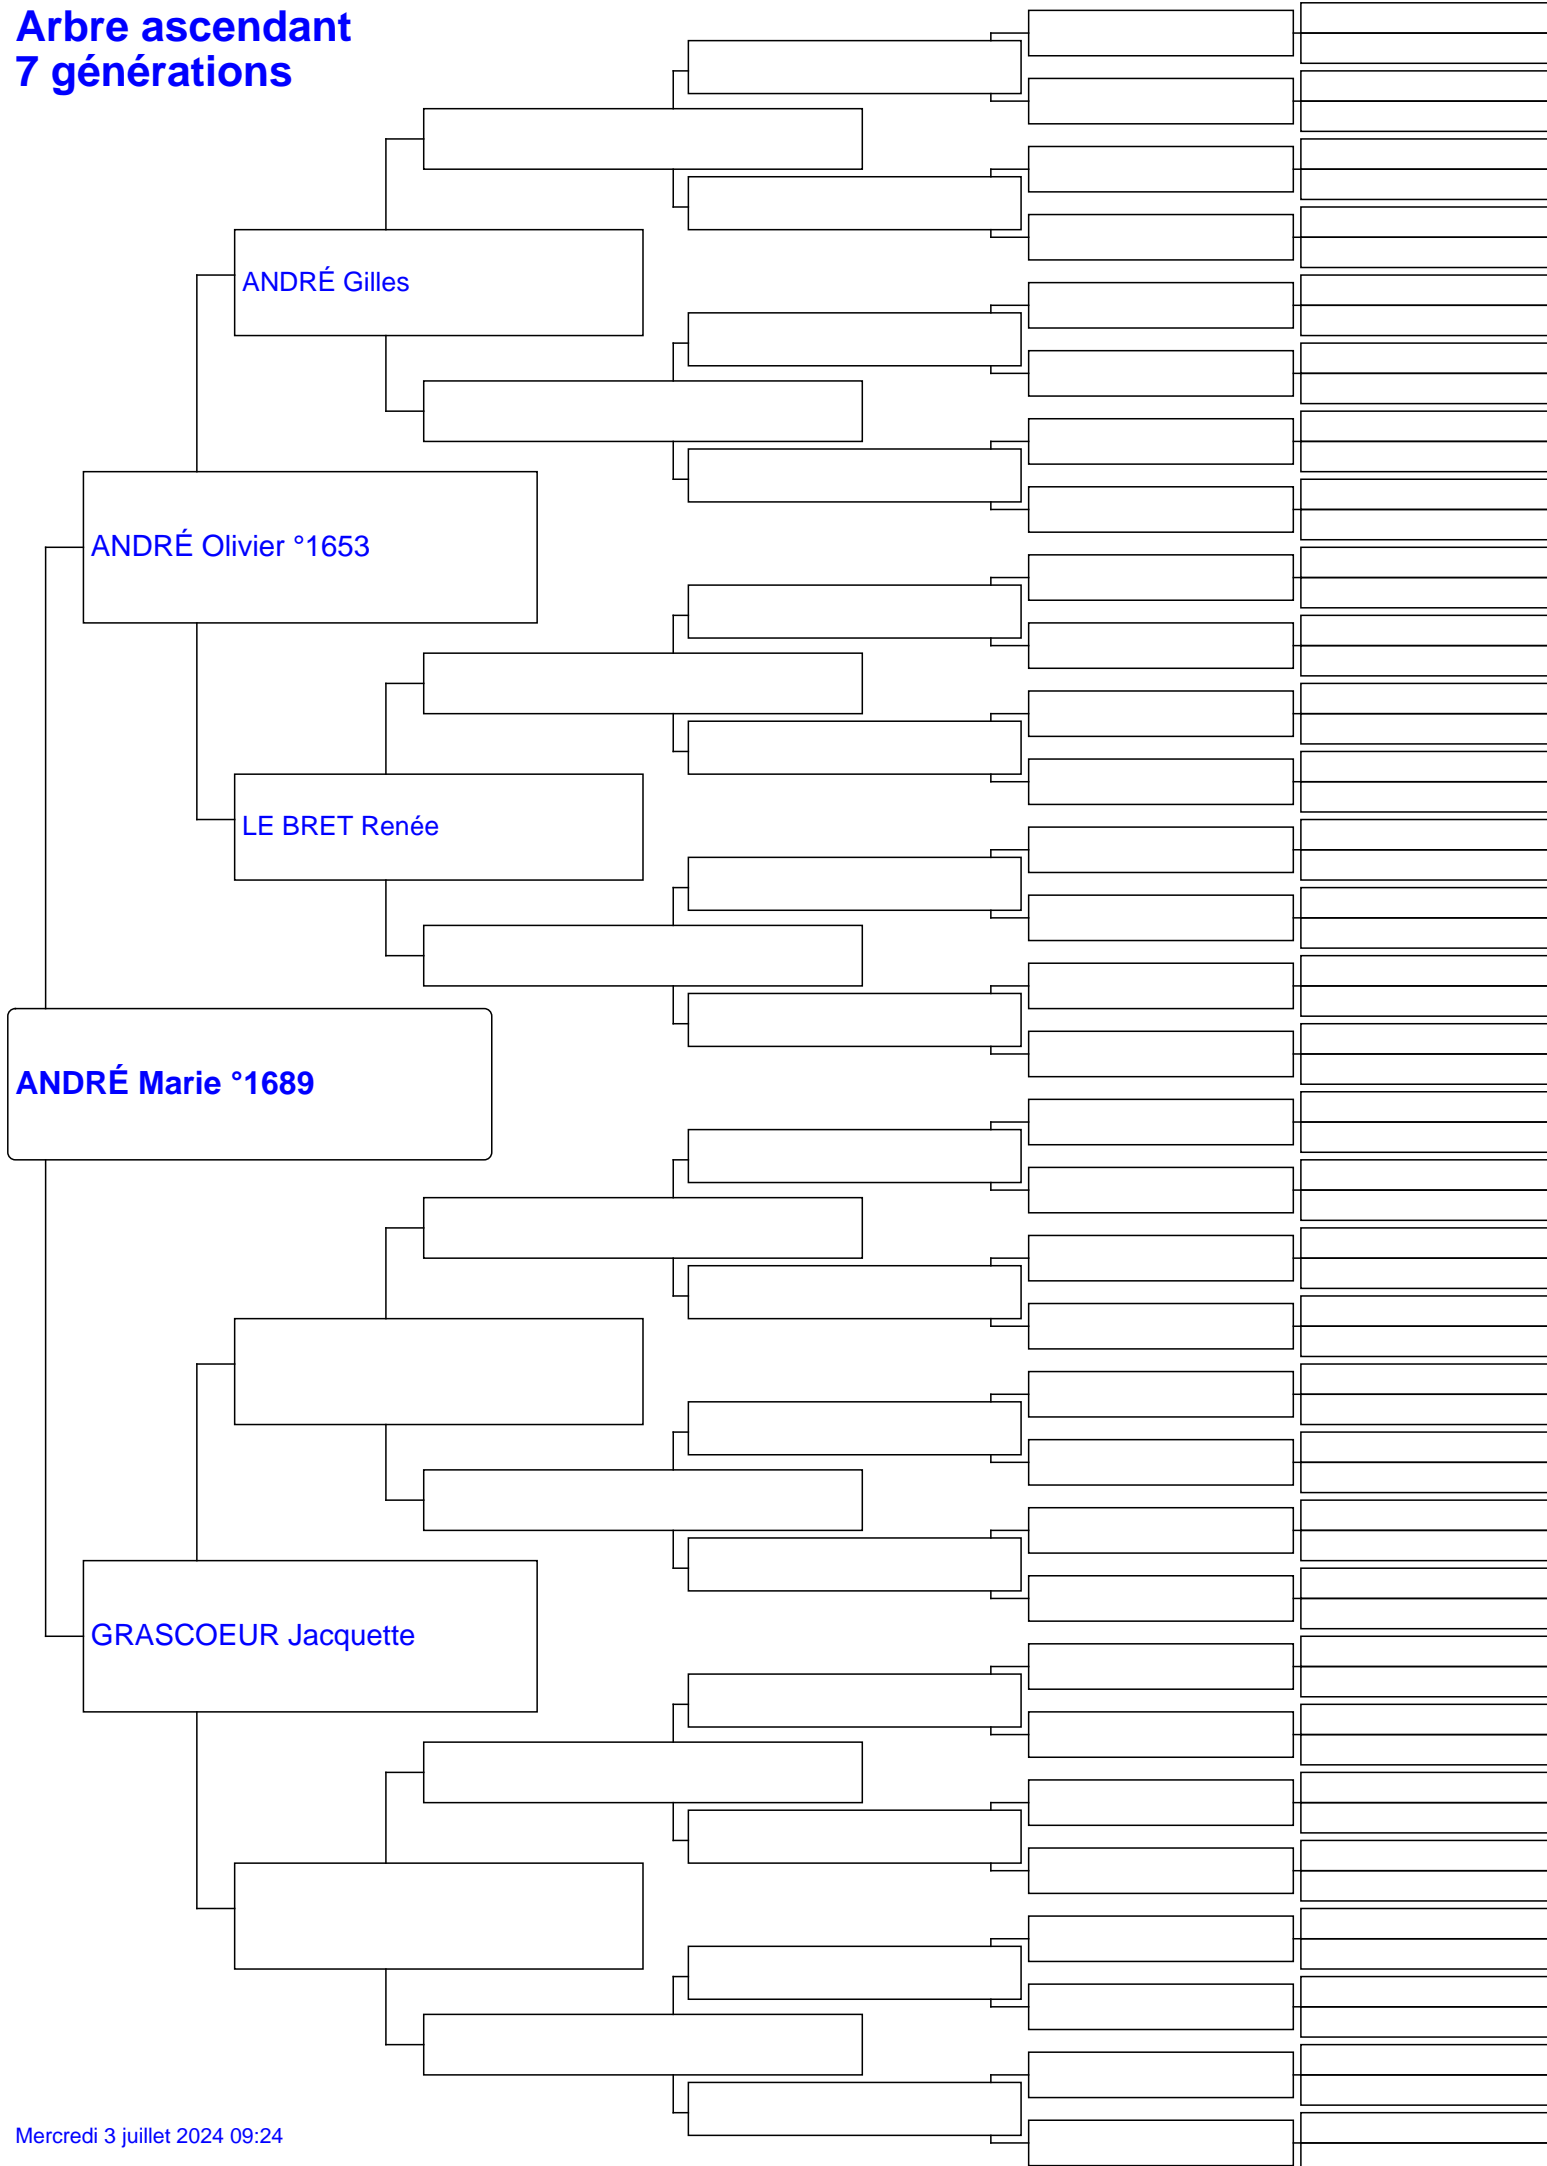 Arbre ascendant
7 générations
ANDRÉ Gilles
ANDRÉ Olivier °1653
LE BRET Renée
ANDRÉ Marie °1689
GRASCOEUR Jacquette
Mercredi 3 juillet 2024 09:24